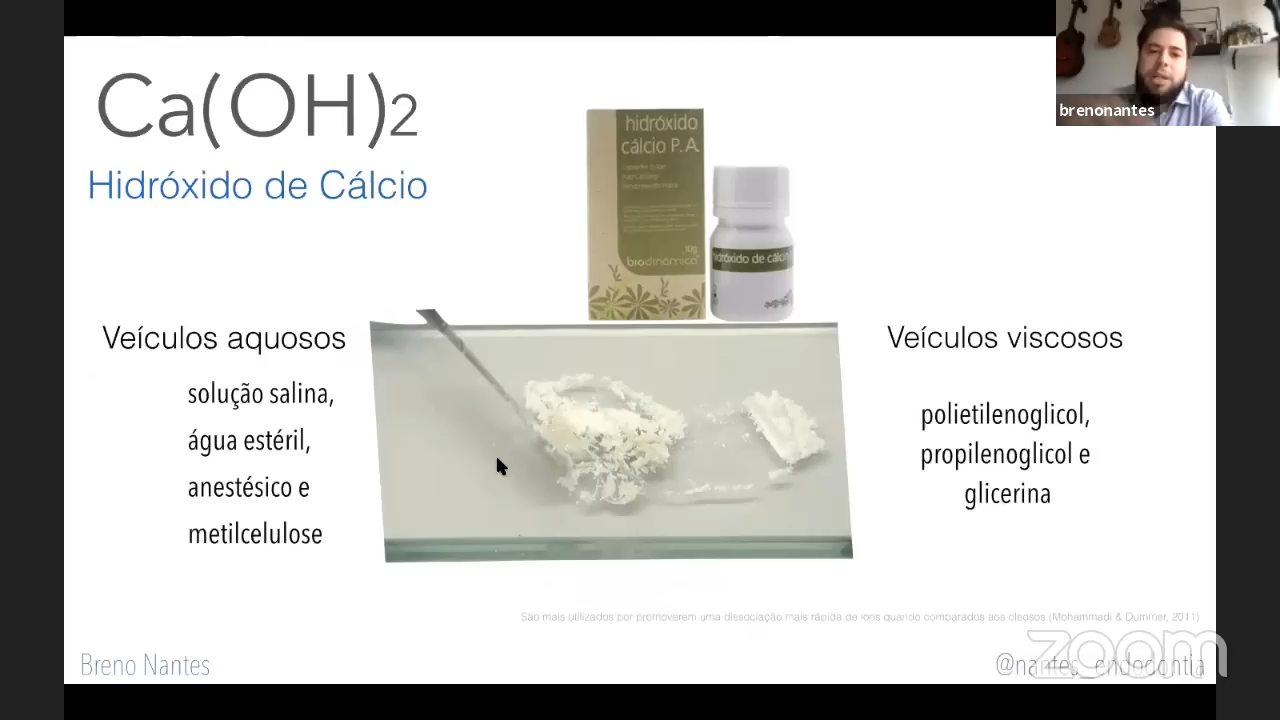 Ca(OH)2
Hidróxido de Cálcio
brenonantes
hidróxido
cálcio P.A.
10g
biodinâmica
hidróxido de cálcio
Veículos aquosos
solução salina,
água estéril,
anestésico e
metilcelulose
Veículos viscosos
polietilenoglicol,
propilenoglicol e
glicerina
São mais utilizados por promoverem uma dissociação mais rápida de íons quando comparados aos oleosos (Mohammadi & Dummer, 2011)
zoom
Breno Nantes
@nantes_endodontia